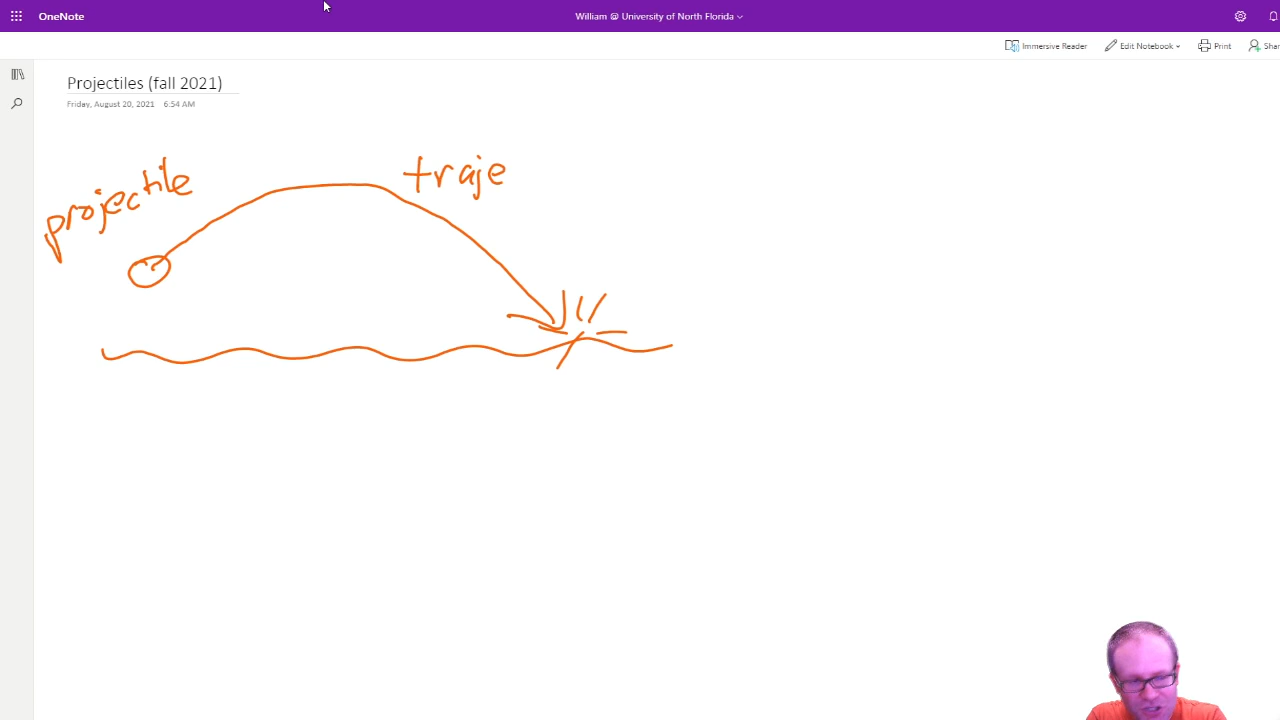 OneNote
William @ University of North Florida
Immersive Reader
Edit Notebook
Print
Shar
Projectiles (fall 2021)
Friday, August 20, 2021 6:54 AM
projectile
traje